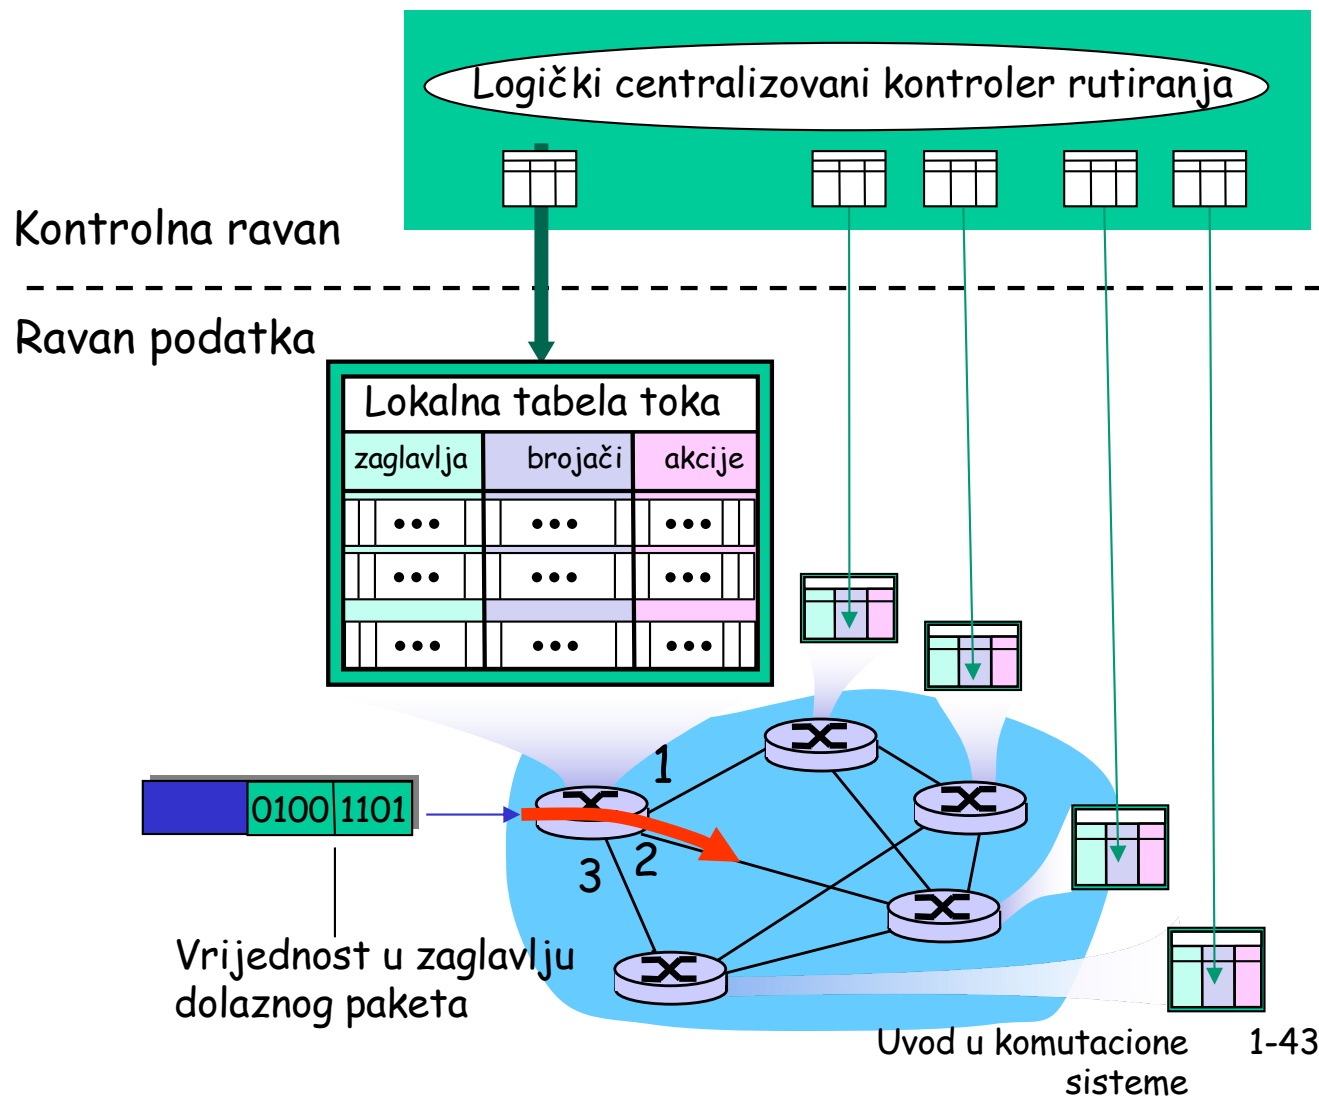 Logički centralizovani kontroler rutiranja
Kontrolna ravan
Ravan podatka
Lokalna tabela toka
zaglavlja brojači akcije
1
0100 1101
2
3
Vrijednost u zaglavlju
dolaznog paketa
Uvod u komutacione 1-43
sisteme